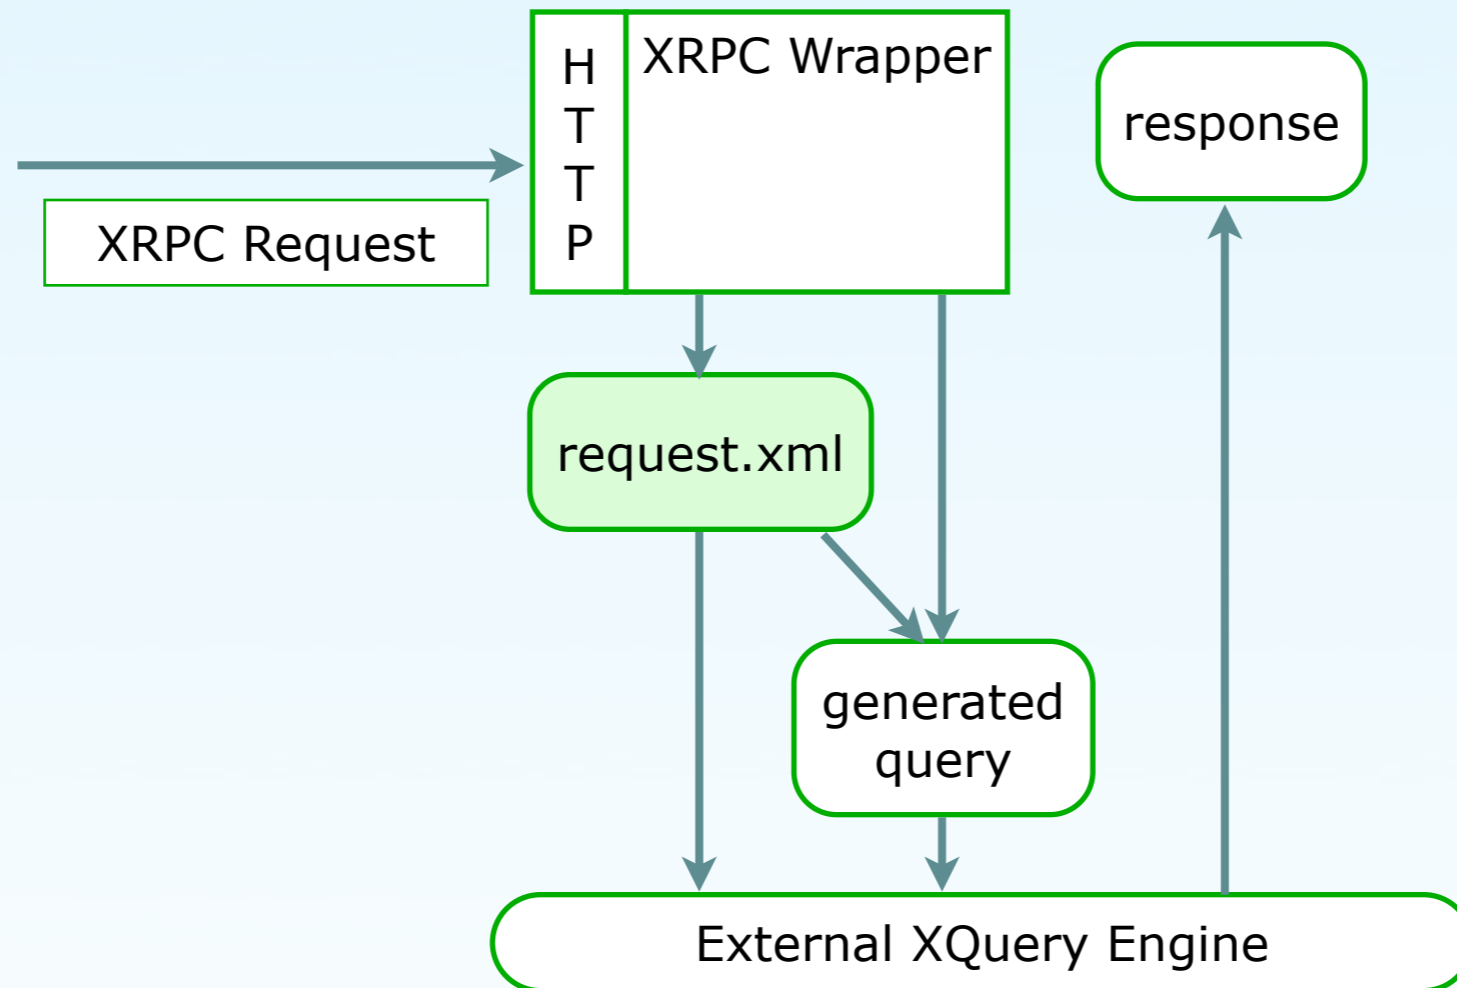 H
T
T
P
XRPC Wrapper
response
XRPC Request
request.xml
generated
query
External XQuery Engine